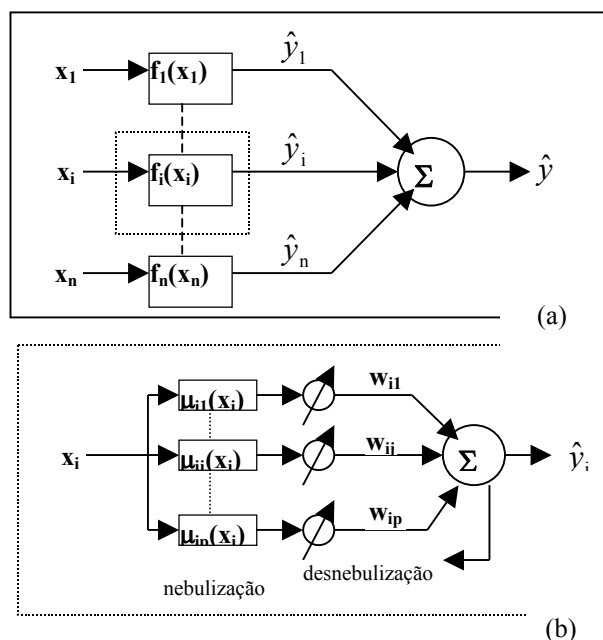 x₁ f₁(x₁) ŷ₁
xᵢ fᵢ(xᵢ) ŷᵢ Σ ŷ
xₙ fₙ(xₙ) ŷₙ
(a)
μᵢ₁(xᵢ) wᵢ₁
xᵢ μᵢⱼ(xᵢ) wᵢⱼ Σ ŷᵢ
μᵢₚ(xᵢ) wᵢₚ
nebulização desnebulização
(b)